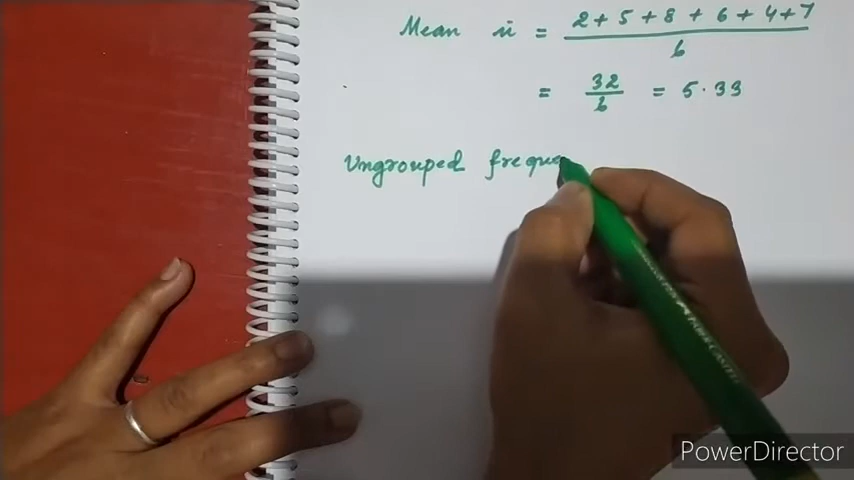 Mean x̄ = 2 + 5 + 8 + 6 + 4 + 7 / 6
= 32 / 6 = 5.33
Ungrouped freque
PowerDirector